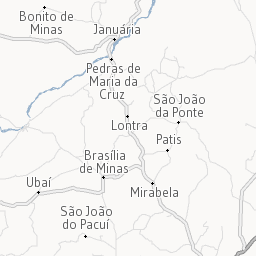 Bonito de
Minas
Januária
Pedras de
Maria da
Cruz
São João
da Ponte
Lontra
Patis
Brasília
de Minas
Ubaí
Mirabela
São João
do Pacuí